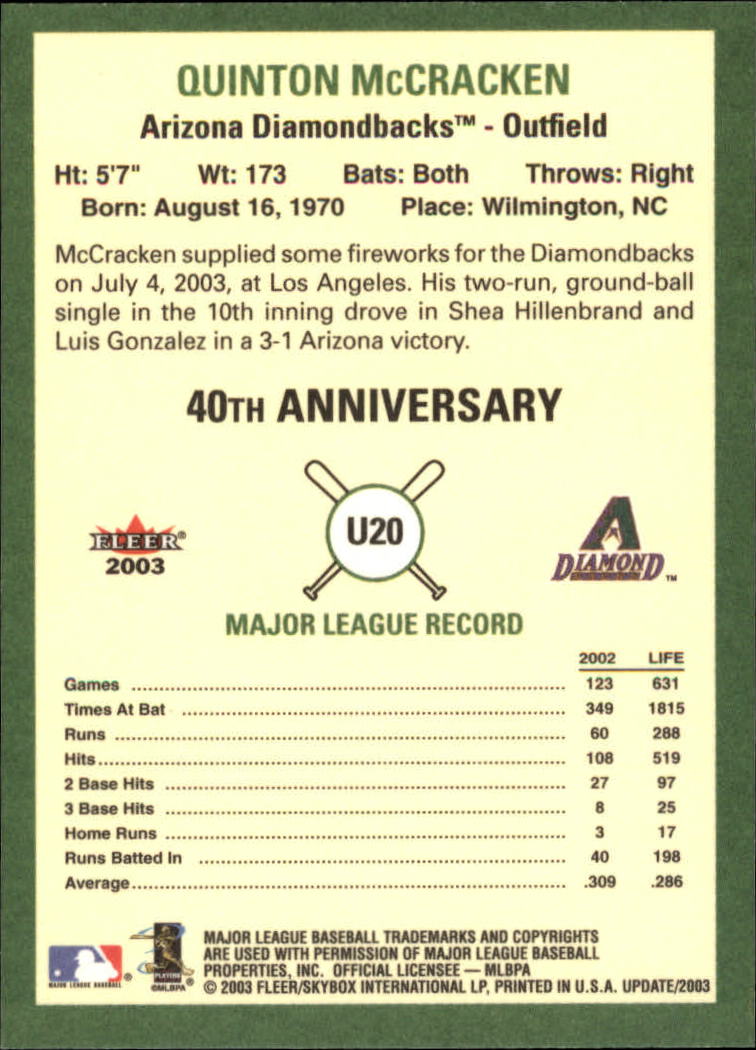 QUINTON McCRACKEN
Arizona Diamondbacks™ - Outfield
Ht: 5'7" Wt: 173 Bats: Both Throws: Right
Born: August 16, 1970 Place: Wilmington, NC
McCracken supplied some fireworks for the Diamondbacks
on July 4, 2003, at Los Angeles. His two-run, ground-ball
single in the 10th inning drove in Shea Hillenbrand and
Luis Gonzalez in a 3-1 Arizona victory.
40TH ANNIVERSARY
FLEER®
2003
U20
A
DIAMOND™
MAJOR LEAGUE RECORD
2002 LIFE
Games 123 631
Times At Bat 349 1815
Runs 60 288
Hits 108 519
2 Base Hits 27 97
3 Base Hits 8 25
Home Runs 3 17
Runs Batted In 40 198
Average .309 .286
MAJOR LEAGUE BASEBALL®
PLAYERS
©MLBPA
MAJOR LEAGUE BASEBALL TRADEMARKS AND COPYRIGHTS
ARE USED WITH PERMISSION OF MAJOR LEAGUE BASEBALL
PROPERTIES, INC. OFFICIAL LICENSEE — MLBPA
© 2003 FLEER/SKYBOX INTERNATIONAL LP, PRINTED IN U.S.A. UPDATE/2003